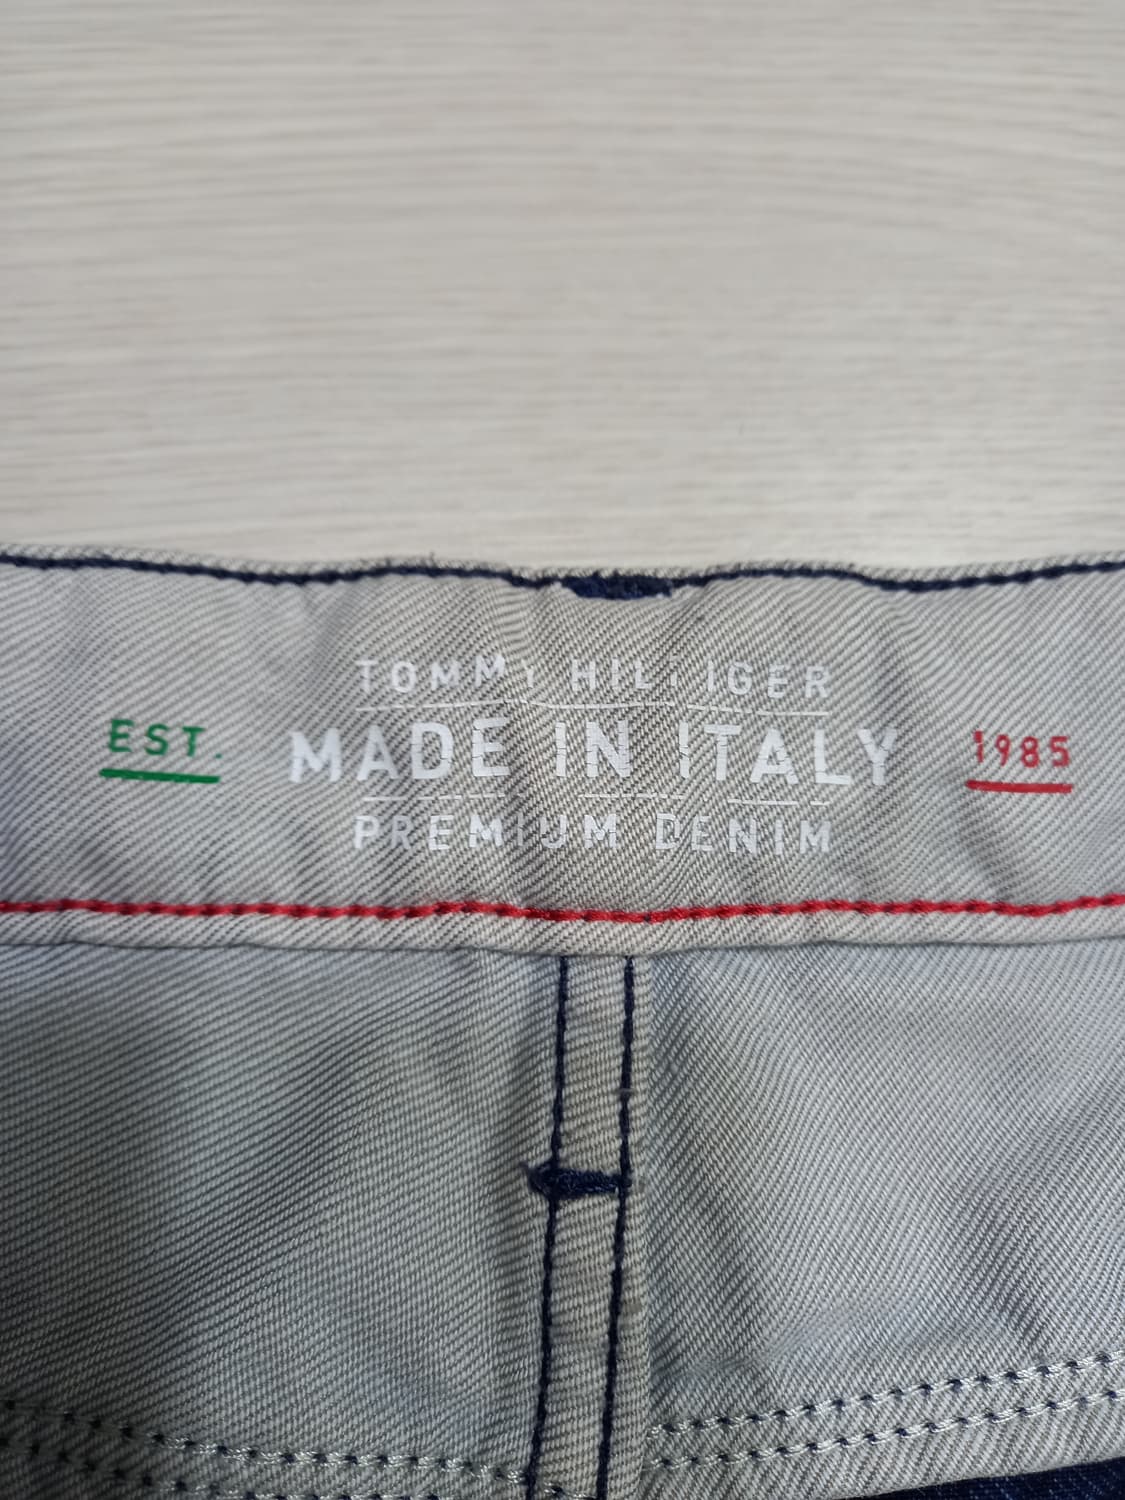 TOMMY HILFIGER
EST. MADE IN ITALY 1985
PREMIUM DENIM